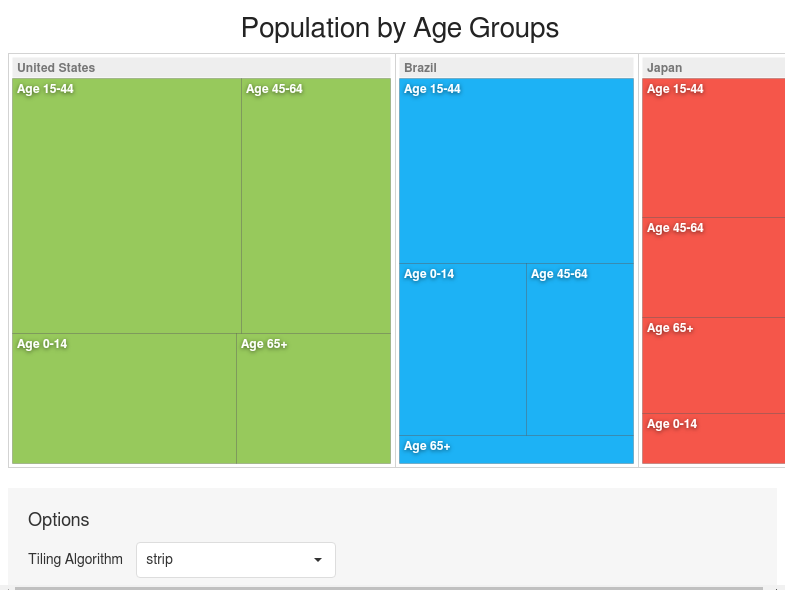 Population by Age Groups
United States
Age 15-44
Age 45-64
Age 0-14
Age 65+
Brazil
Age 15-44
Age 0-14
Age 45-64
Age 65+
Japan
Age 15-44
Age 45-64
Age 65+
Age 0-14
Options
Tiling Algorithm
strip